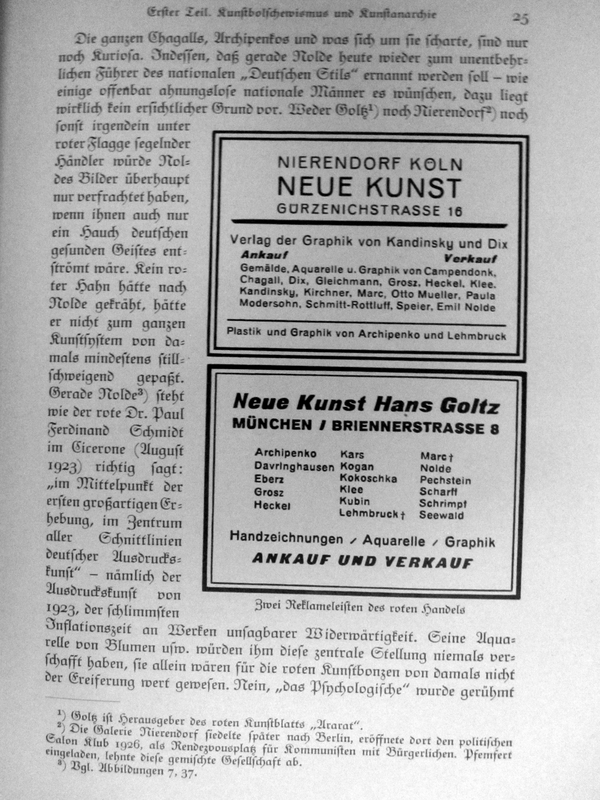 Erster Teil. Kunstbolschewismus und Kunstanarchie 25
Die ganzen Chagalls, Archipenkos und was sich um sie scharte, sind nur
noch Kuriosa. Indessen, daß gerade Nolde heute wieder zum unentbehr=
lichen Führer des nationalen „Deutschen Stils“ ernannt werden soll – wie
einige offenbar ahnungslose nationale Männer es wünschen, dazu liegt
wirklich kein ersichtlicher Grund vor. Weder Goltz¹) noch Nierendorf²) noch
sonst irgendein unter
roter Flagge segelnder
Händler würde Nol=
des Bilder überhaupt
nur verfrachtet haben,
wenn ihnen auch nur
ein Hauch deutschen
gesunden Geistes ent=
strömt wäre. Kein ro=
ter Hahn hätte nach
Nolde gekräht, hätte
er nicht zum ganzen
Kunstsystem von da=
mals mindestens still=
schweigend gepaßt.
Gerade Nolde³) steht
wie der rote Dr. Paul
Ferdinand Schmidt
im Cicerone (August
1923) richtig sagt:
„im Mittelpunkt der
ersten großartigen Er=
hebung, im Zentrum
aller Schnittlinien
deutscher Ausdrucks=
kunst“ – nämlich der
Ausdruckskunst von
1923, der schlimmsten
NIERENDORF KÖLN
NEUE KUNST
GÜRZENICHSTRASSE 16
Verlag der Graphik von Kandinsky und Dix
Ankauf Verkauf
Gemälde, Aquarelle u. Graphik von Campendonk,
Chagall, Dix, Gleichmann, Grosz, Heckel, Klee,
Kandinsky, Kirchner, Marc, Otto Mueller, Paula
Modersohn, Schmitt-Rottluff, Speier, Emil Nolde
Plastik und Graphik von Archipenko und Lehmbruck
Neue Kunst Hans Goltz
MÜNCHEN / BRIENNERSTRASSE 8
Archipenko Kars Marc†
Davringhausen Kogan Nolde
Eberz Kokoschka Pechstein
Grosz Klee Scharff
Heckel Kubin Schrimpf
Lehmbruck† Seewald
Handzeichnungen / Aquarelle / Graphik
ANKAUF UND VERKAUF
Zwei Reklameleisten des roten Handels
Inflationszeit an Werken unsagbarer Widerwärtigkeit. Seine Aqua=
relle von Blumen usw. würden ihm diese zentrale Stellung niemals ver=
schafft haben, sie allein wären für die roten Kunstbonzen von damals nicht
der Ereiferung wert gewesen. Nein, „das Psychologische“ wurde gerühmt
¹) Goltz ist Herausgeber des roten Kunstblatts „Ararat“.
²) Die Galerie Nierendorf siedelte später nach Berlin, eröffnete dort den politischen
Salon Klub 1926, als Rendezvousplatz für Kommunisten mit Bürgerlichen. Pfemfert
eingeladen, lehnte diese gemischte Gesellschaft ab.
³) Vgl. Abbildungen 7, 37.